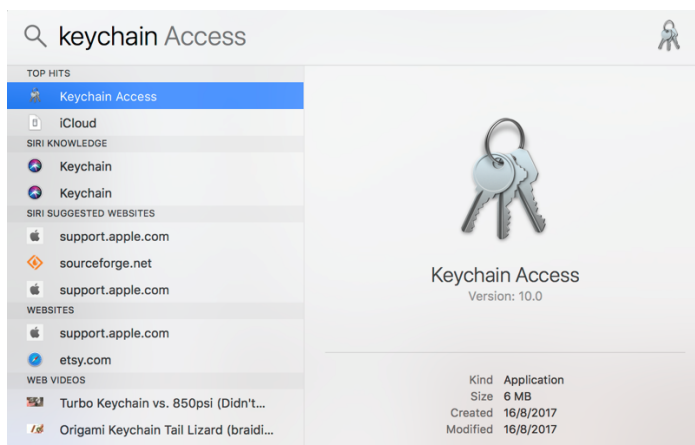 keychain Access
TOP HITS
Keychain Access
iCloud
SIRI KNOWLEDGE
Keychain
Keychain
SIRI SUGGESTED WEBSITES
support.apple.com
sourceforge.net
support.apple.com
WEBSITES
support.apple.com
etsy.com
WEB VIDEOS
Turbo Keychain vs. 850psi (Didn't...
Origami Keychain Tail Lizard (braidi...
Keychain Access
Version: 10.0
Kind Application
Size 6 MB
Created 16/8/2017
Modified 16/8/2017